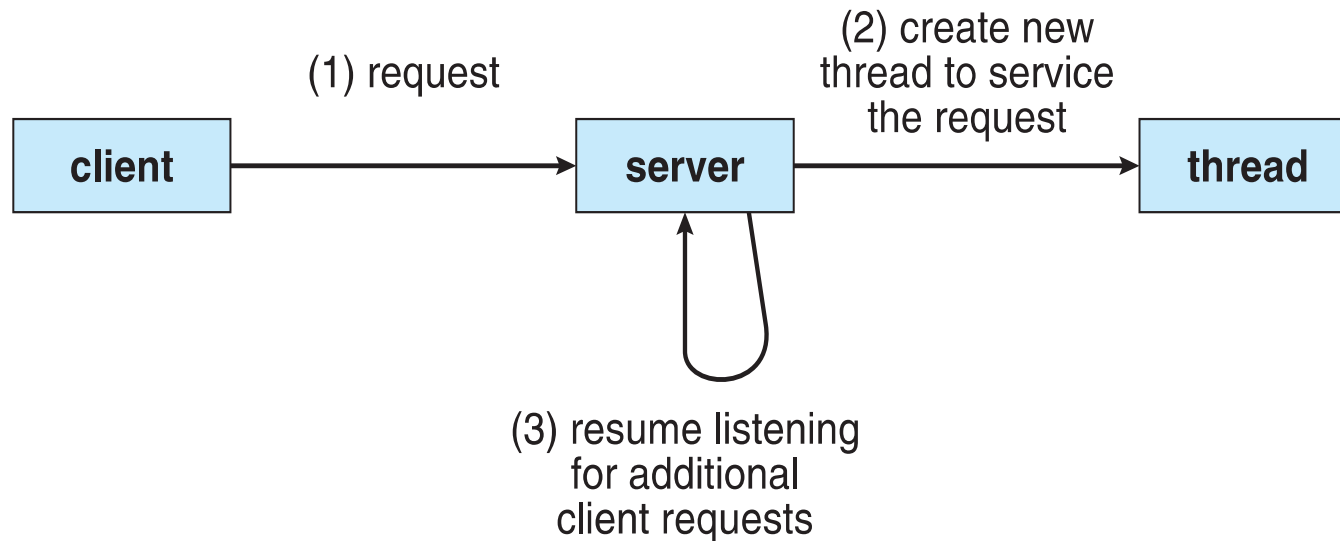 (1) request
(2) create new
thread to service
the request
client
server
thread
(3) resume listening
for additional
client requests